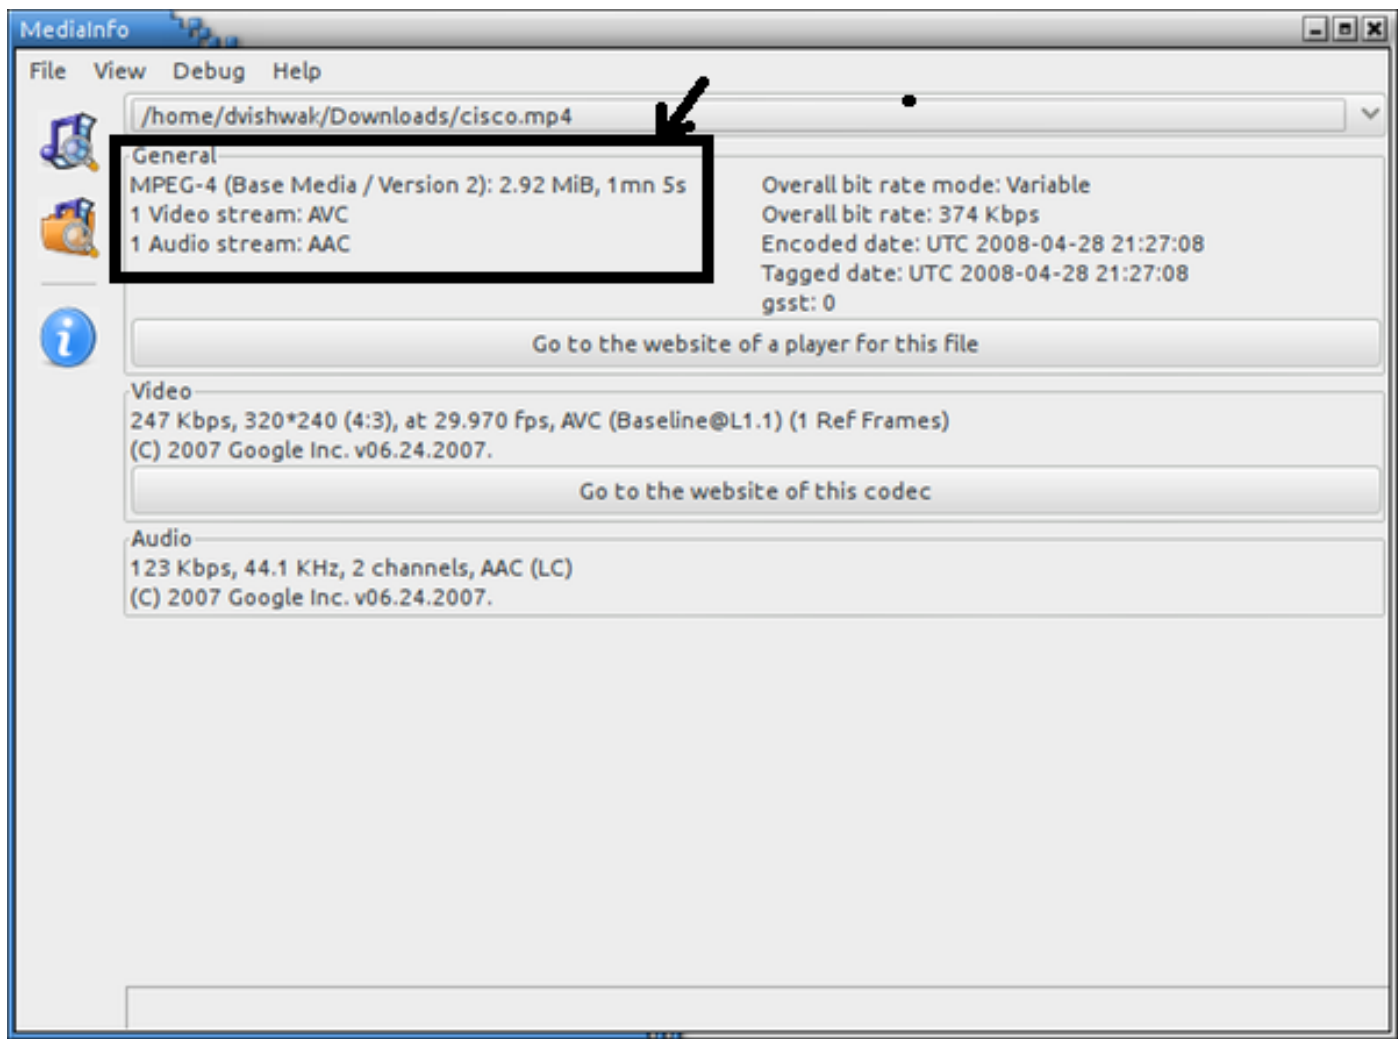 MediaInfo
File View Debug Help
/home/dvishwak/Downloads/cisco.mp4
General
MPEG-4 (Base Media / Version 2): 2.92 MiB, 1mn 5s
1 Video stream: AVC
1 Audio stream: AAC
Overall bit rate mode: Variable
Overall bit rate: 374 Kbps
Encoded date: UTC 2008-04-28 21:27:08
Tagged date: UTC 2008-04-28 21:27:08
gsst: 0
Go to the website of a player for this file
Video
247 Kbps, 320*240 (4:3), at 29.970 fps, AVC (Baseline@L1.1) (1 Ref Frames)
(C) 2007 Google Inc. v06.24.2007.
Go to the website of this codec
Audio
123 Kbps, 44.1 KHz, 2 channels, AAC (LC)
(C) 2007 Google Inc. v06.24.2007.